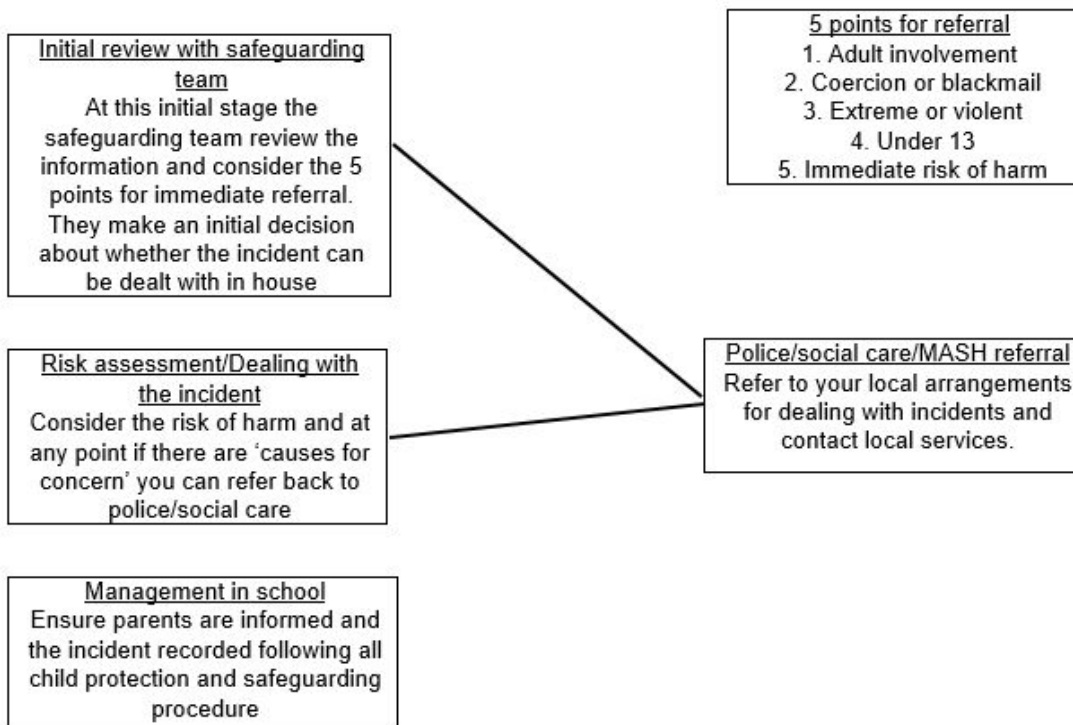 Initial review with safeguarding
team
At this initial stage the
safeguarding team review the
information and consider the 5
points for immediate referral.
They make an initial decision
about whether the incident can
be dealt with in house
5 points for referral
1. Adult involvement
2. Coercion or blackmail
3. Extreme or violent
4. Under 13
5. Immediate risk of harm
Risk assessment/Dealing with
the incident
Consider the risk of harm and at
any point if there are ‘causes for
concern’ you can refer back to
police/social care
Police/social care/MASH referral
Refer to your local arrangements
for dealing with incidents and
contact local services.
Management in school
Ensure parents are informed and
the incident recorded following all
child protection and safeguarding
procedure